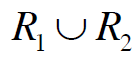 R₁ ∪ R₂